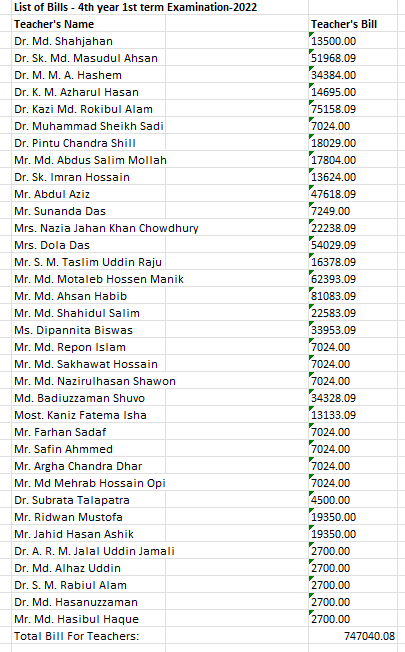 List of Bills - 4th year 1st term Examination-2022
Teacher's Name Teacher's Bill
Dr. Md. Shahjahan 13500.00
Dr. Sk. Md. Masudul Ahsan 51968.09
Dr. M. M. A. Hashem 34384.00
Dr. K. M. Azharul Hasan 14695.00
Dr. Kazi Md. Rokibul Alam 75158.09
Dr. Muhammad Sheikh Sadi 7024.00
Dr. Pintu Chandra Shill 18029.00
Mr. Md. Abdus Salim Mollah 17804.00
Dr. Sk. Imran Hossain 13624.00
Mr. Abdul Aziz 47618.09
Mr. Sunanda Das 7249.00
Mrs. Nazia Jahan Khan Chowdhury 22238.09
Mrs. Dola Das 54029.09
Mr. S. M. Taslim Uddin Raju 16378.09
Mr. Md. Motaleb Hossen Manik 62393.09
Mr. Md. Ahsan Habib 81083.09
Mr. Md. Shahidul Salim 22583.09
Ms. Dipannita Biswas 33953.09
Mr. Md. Repon Islam 7024.00
Mr. Md. Sakhawat Hossain 7024.00
Mr. Md. Nazirulhasan Shawon 7024.00
Md. Badiuzzaman Shuvo 34328.09
Most. Kaniz Fatema Isha 13133.09
Mr. Farhan Sadaf 7024.00
Mr. Safin Ahmmed 7024.00
Mr. Argha Chandra Dhar 7024.00
Mr. Md Mehrab Hossain Opi 7024.00
Dr. Subrata Talapatra 4500.00
Mr. Ridwan Mustofa 19350.00
Mr. Jahid Hasan Ashik 19350.00
Dr. A. R. M. Jalal Uddin Jamali 2700.00
Dr. Md. Alhaz Uddin 2700.00
Dr. S. M. Rabiul Alam 2700.00
Dr. Md. Hasanuzzaman 2700.00
Mr. Md. Hasibul Haque 2700.00
Total Bill For Teachers: 747040.08